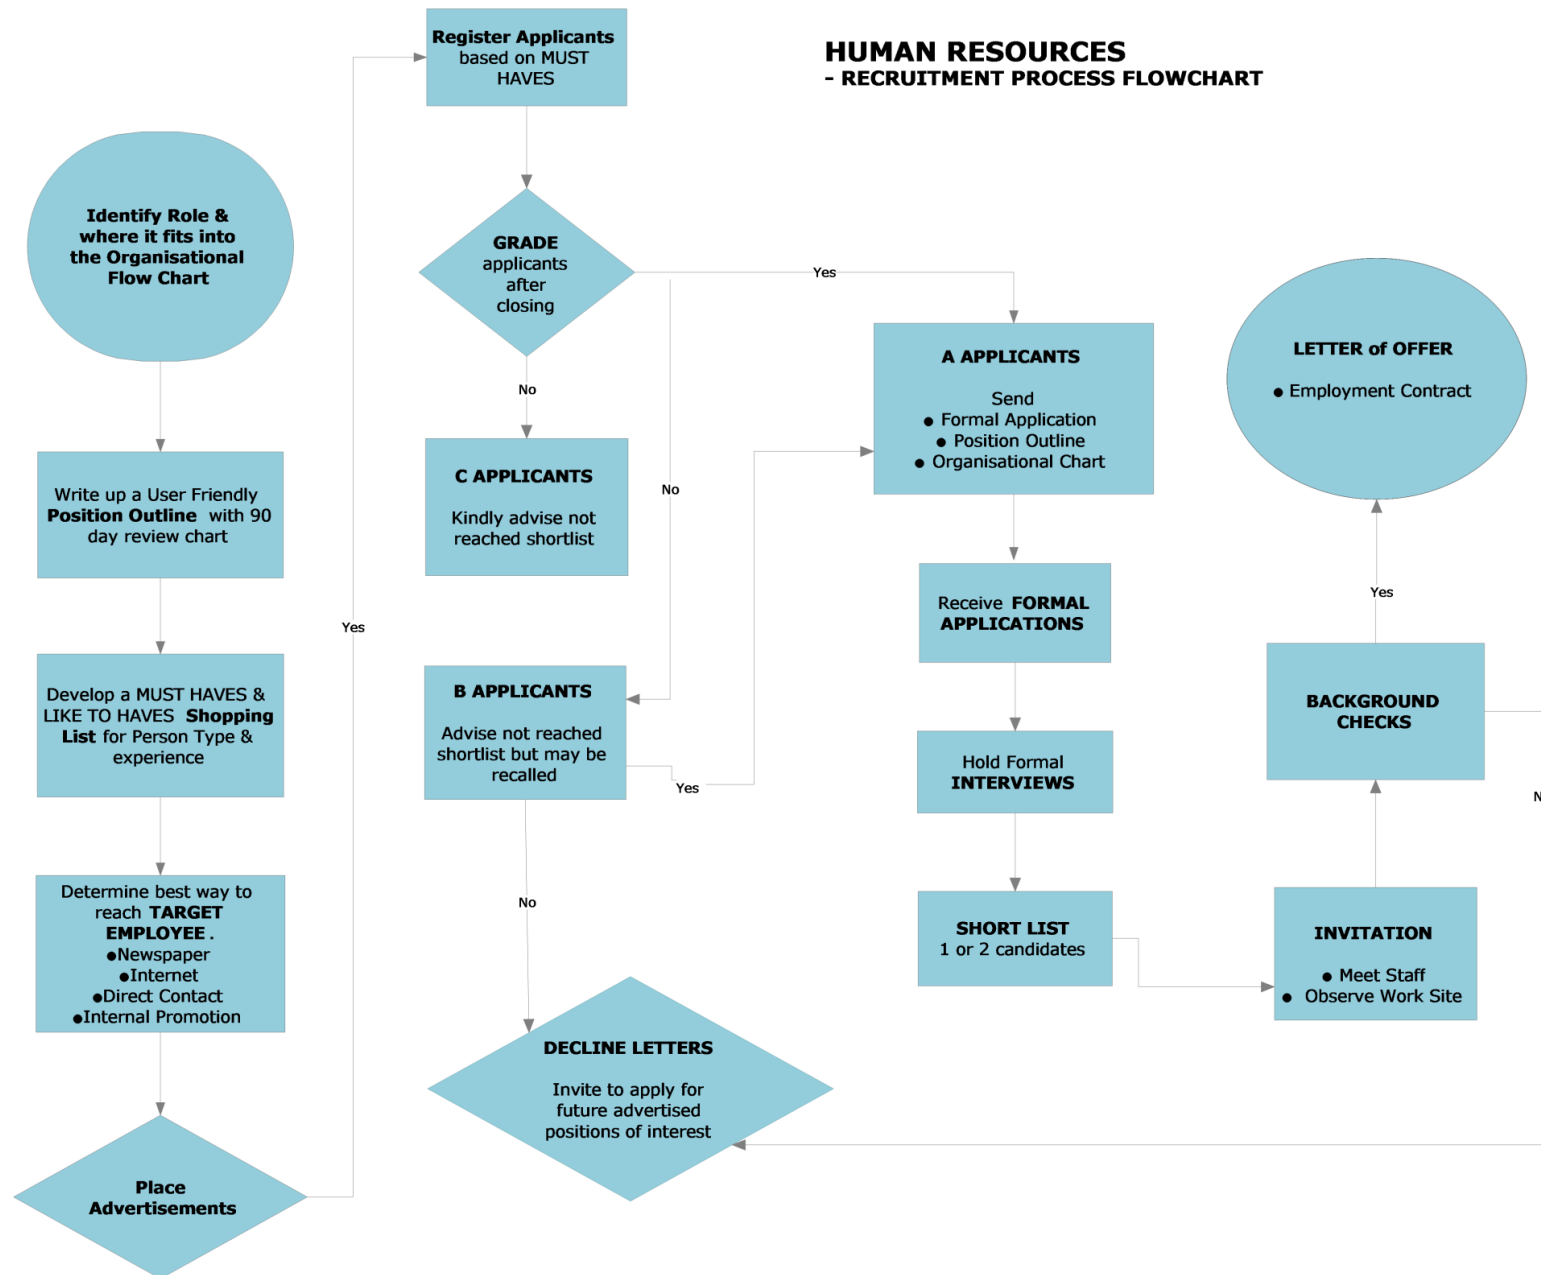 HUMAN RESOURCES
- RECRUITMENT PROCESS FLOWCHART
Identify Role &
where it fits into
the Organisational
Flow Chart
Write up a User Friendly
Position Outline with 90
day review chart
Develop a MUST HAVES &
LIKE TO HAVES Shopping
List for Person Type &
experience
Determine best way to
reach TARGET
EMPLOYEE .
●Newspaper
●Internet
●Direct Contact
●Internal Promotion
Place
Advertisements
Yes
Register Applicants
based on MUST
HAVES
GRADE
applicants
after
closing
Yes
No
No
C APPLICANTS
Kindly advise not
reached shortlist
B APPLICANTS
Advise not reached
shortlist but may be
recalled
Yes
No
DECLINE LETTERS
Invite to apply for
future advertised
positions of interest
A APPLICANTS
Send
● Formal Application
● Position Outline
● Organisational Chart
Receive FORMAL
APPLICATIONS
Hold Formal
INTERVIEWS
SHORT LIST
1 or 2 candidates
INVITATION
● Meet Staff
● Observe Work Site
BACKGROUND
CHECKS
Yes
LETTER of OFFER
● Employment Contract